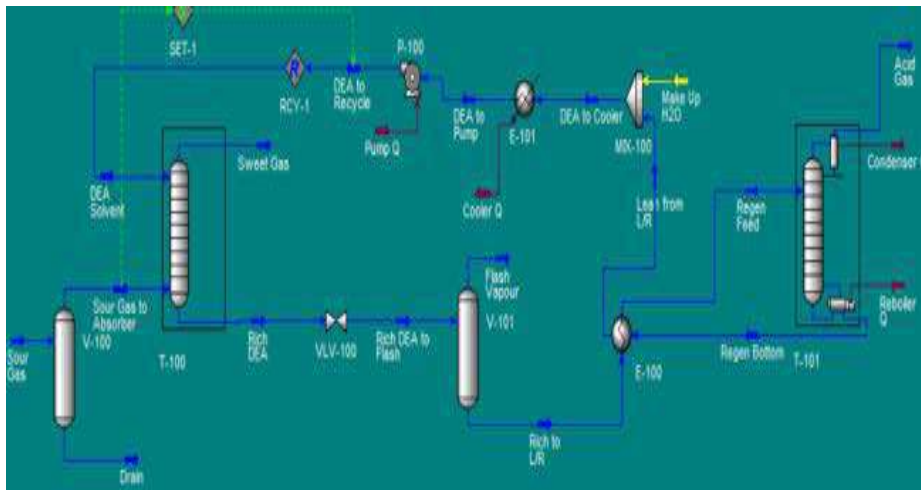 SET-1
P-100
Acid
Gas
RCY-1
DEA to
Recycle
DEA to
Pump
E-101
DEA to Cooler
MIX-100
Make Up
H2O
Pump Q
Sweet Gas
Condenser
DEA
Solvent
Cooler Q
Lean from
L/R
Regen
Feed
Flash
Vapour
V-101
Reboiler
Q
Sour Gas to
Absorber
V-100
Sour
Gas
T-100
Rich
DEA
VLV-100
Rich DEA to
Flash
Regen Bottom
T-101
E-100
Rich to
L/R
Drain